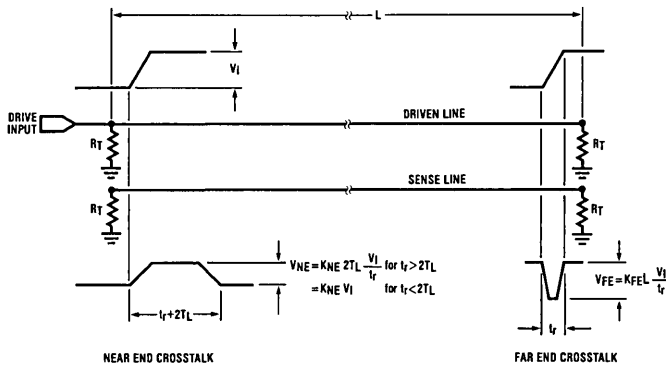 L
V_I
DRIVE
INPUT
DRIVEN LINE
R_T
R_T
SENSE LINE
R_T
R_T
V_NE = K_NE 2T_L V_I/t_r for t_r > 2T_L
= K_NE V_I for t_r < 2T_L
V_FE = K_FE L V_I/t_r
t_r + 2T_L
t_r
NEAR END CROSSTALK
FAR END CROSSTALK